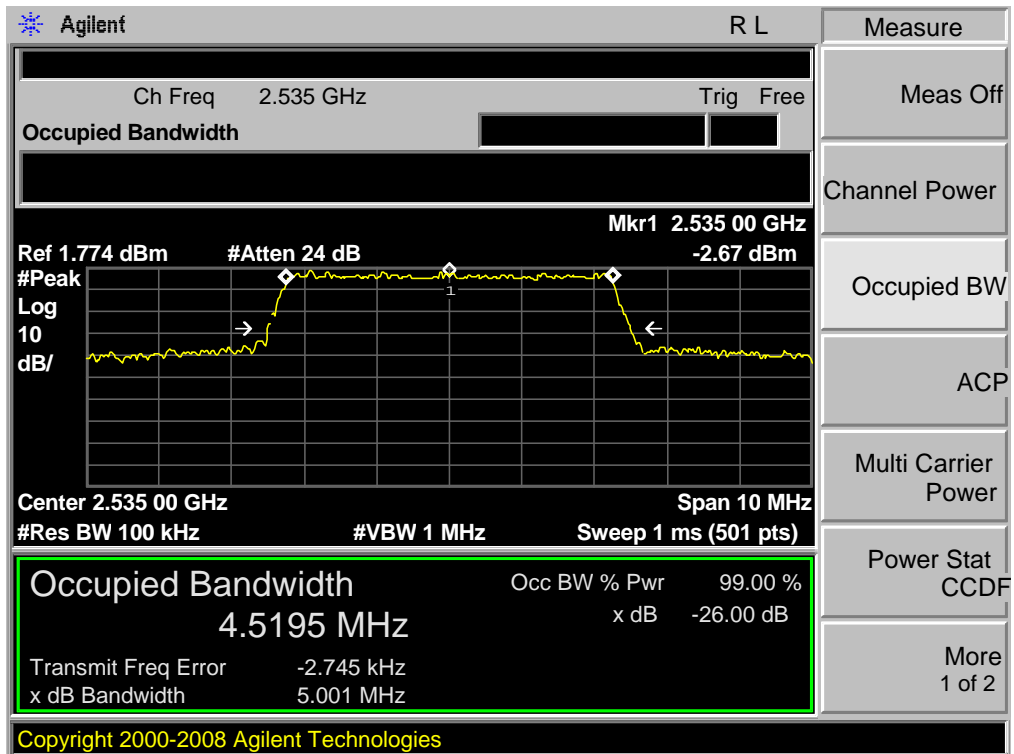 Agilent R L
Ch Freq 2.535 GHz Trig Free
Occupied Bandwidth
Mkr1 2.535 00 GHz
Ref 1.774 dBm #Atten 24 dB -2.67 dBm
#Peak
Log
10
dB/
1
Center 2.535 00 GHz Span 10 MHz
#Res BW 100 kHz #VBW 1 MHz Sweep 1 ms (501 pts)
Occupied Bandwidth
4.5195 MHz
Occ BW % Pwr 99.00 %
x dB -26.00 dB
Transmit Freq Error -2.745 kHz
x dB Bandwidth 5.001 MHz
Copyright 2000-2008 Agilent Technologies
Measure
Meas Off
Channel Power
Occupied BW
ACP
Multi Carrier
Power
Power Stat
CCDF
More
1 of 2